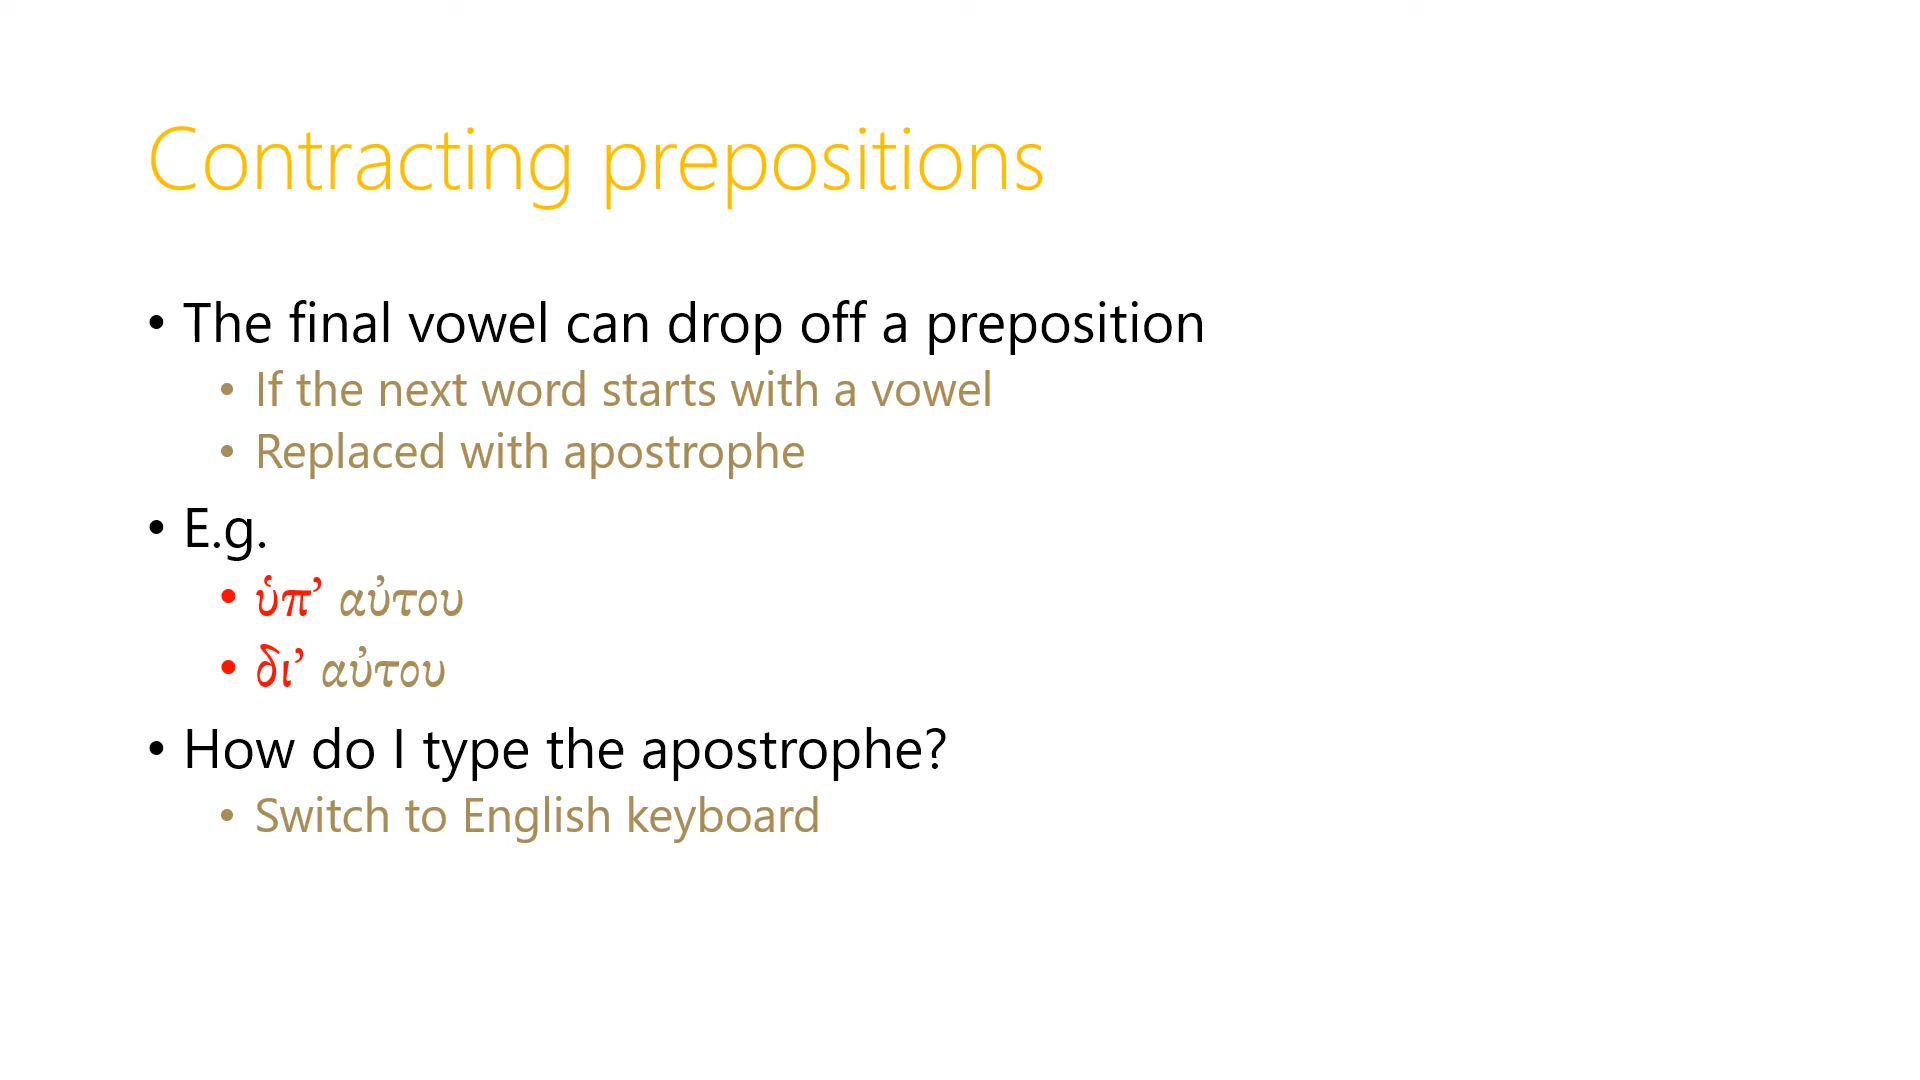 Contracting prepositions
• The final vowel can drop off a preposition
• If the next word starts with a vowel
• Replaced with apostrophe
• E.g.
• ὑπ’ αὐτου
• δι’ αὐτου
• How do I type the apostrophe?
• Switch to English keyboard